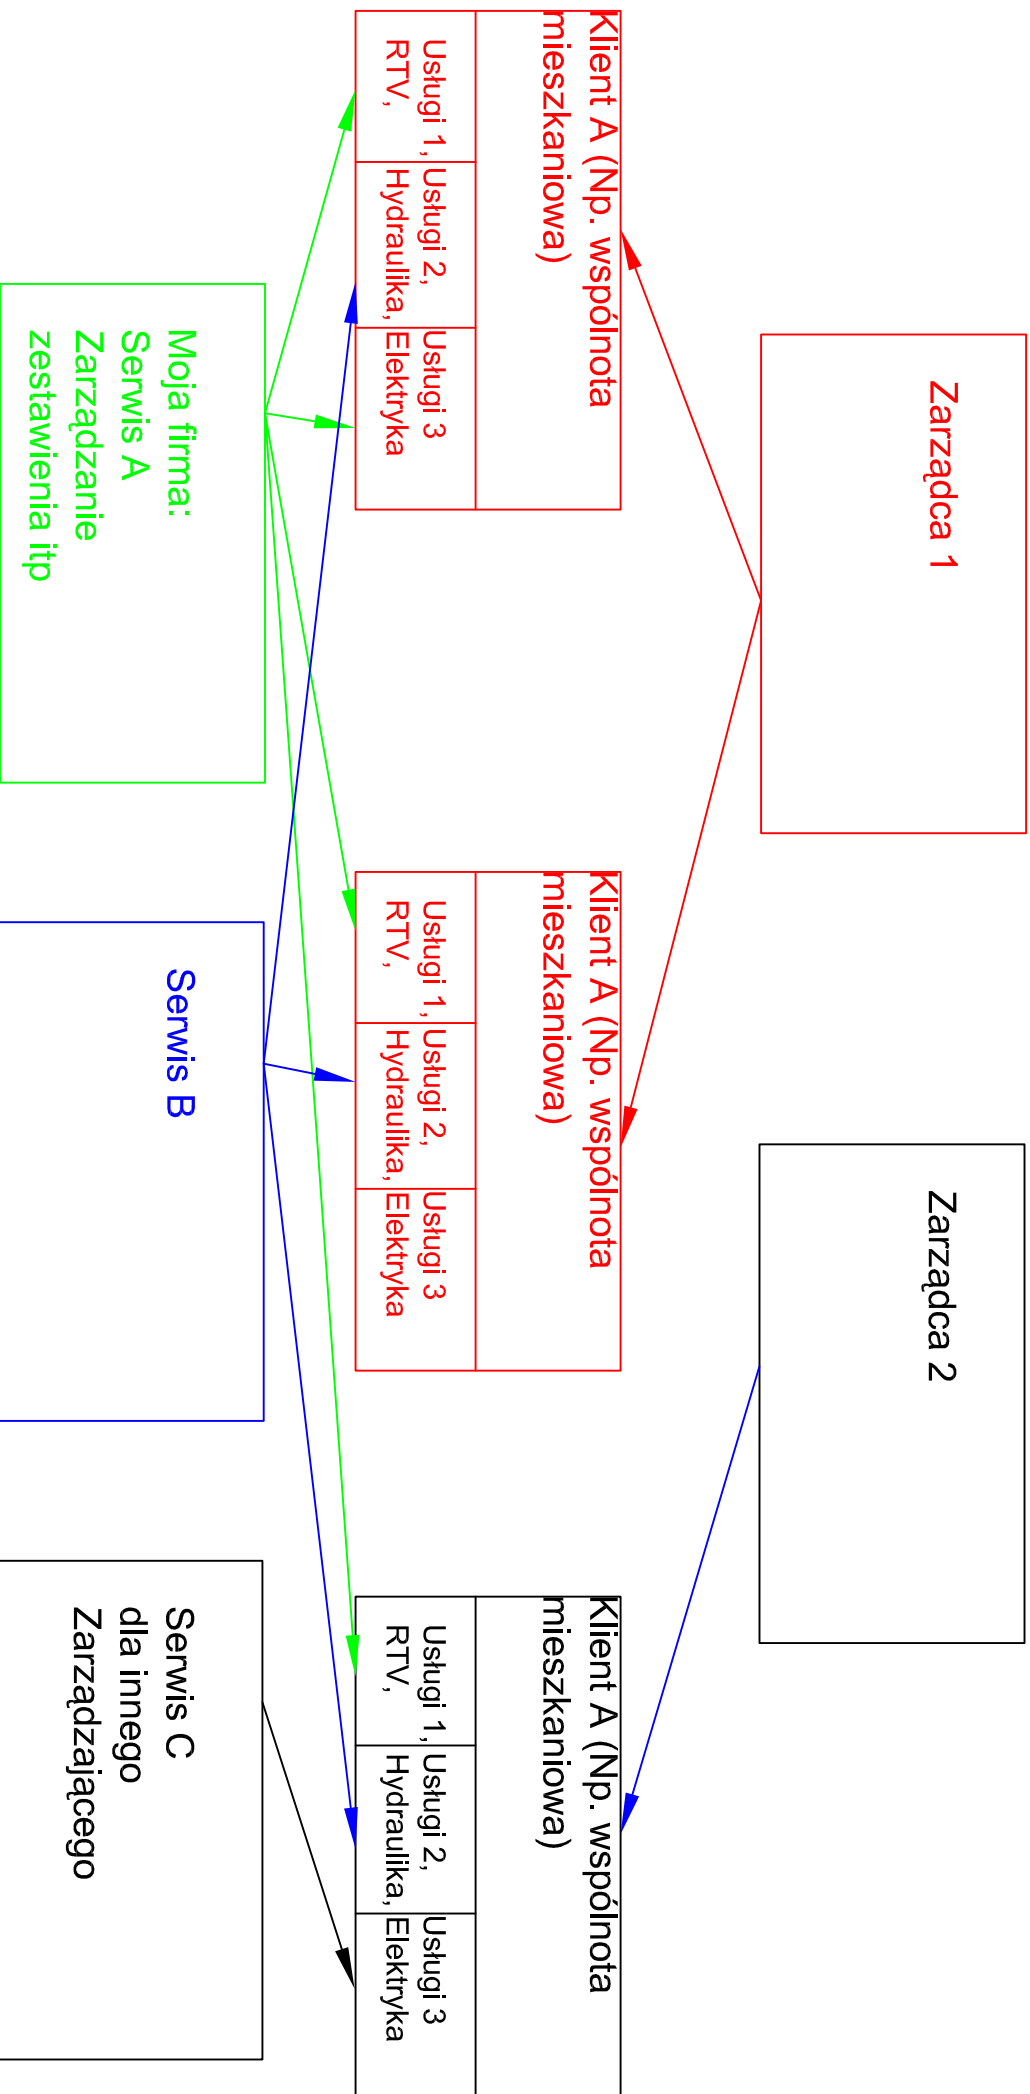 Zarządca 1
Zarządca 2
Klient A (Np. wspólnota
mieszkaniowa)
Usługi 1,
RTV,
Usługi 2,
Hydraulika,
Usługi 3
Elektryka
Klient A (Np. wspólnota
mieszkaniowa)
Usługi 1,
RTV,
Usługi 2,
Hydraulika,
Usługi 3
Elektryka
Klient A (Np. wspólnota
mieszkaniowa)
Usługi 1,
RTV,
Usługi 2,
Hydraulika,
Usługi 3
Elektryka
Moja firma:
Serwis A
Zarządzanie
zestawienia itp
Serwis B
Serwis C
dla innego
Zarządzającego